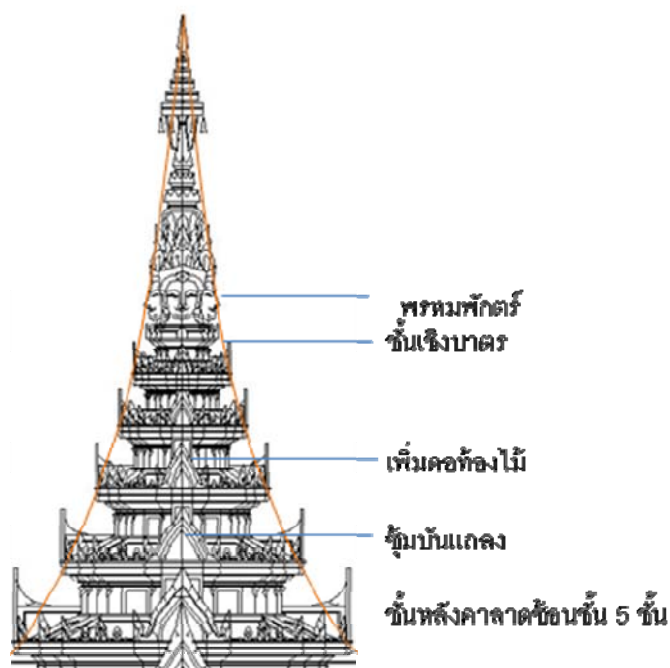 พรหมพักตร์
ชั้นเชิงบาตร
เพิ่มคอท้องไม้
ซุ้มบันแถลง
ชั้นหลังคาลาดซ้อนชั้น 5 ชั้น